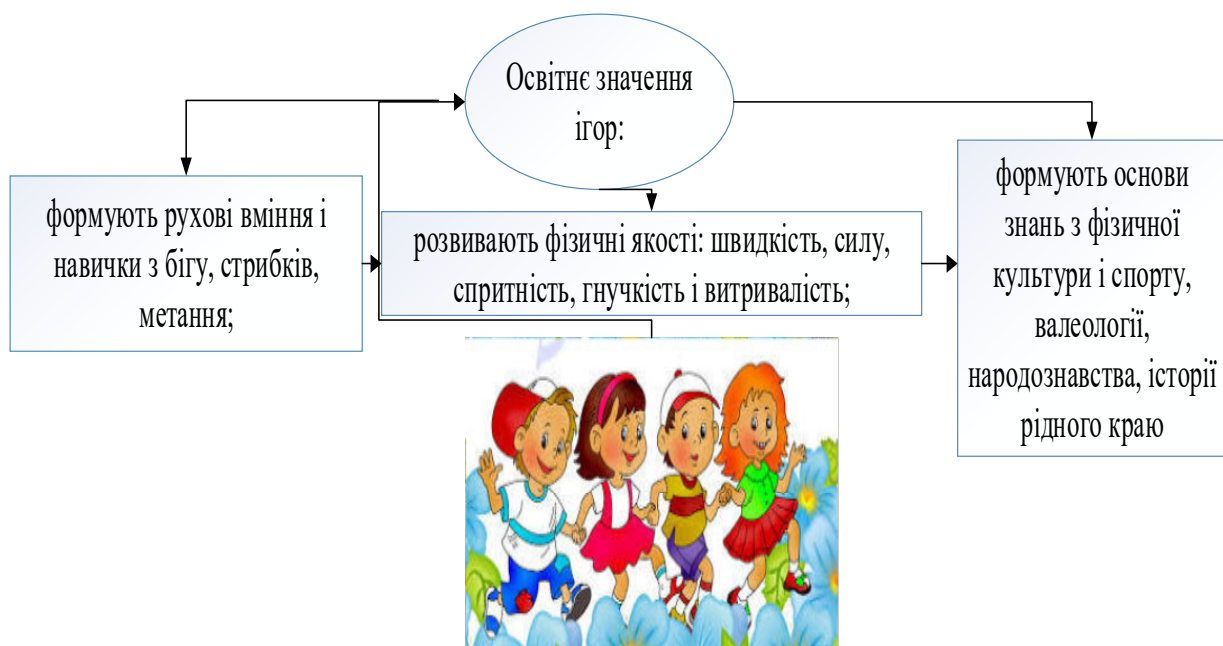 Освітнє значення
ігор:
формують рухові вміння і
навички з бігу, стрибків,
метання;
розвивають фізичні якості: швидкість, силу,
спритність, гнучкість і витривалість;
формують основи
знань з фізичної
культури і спорту,
валеології,
народознавства, історії
рідного краю